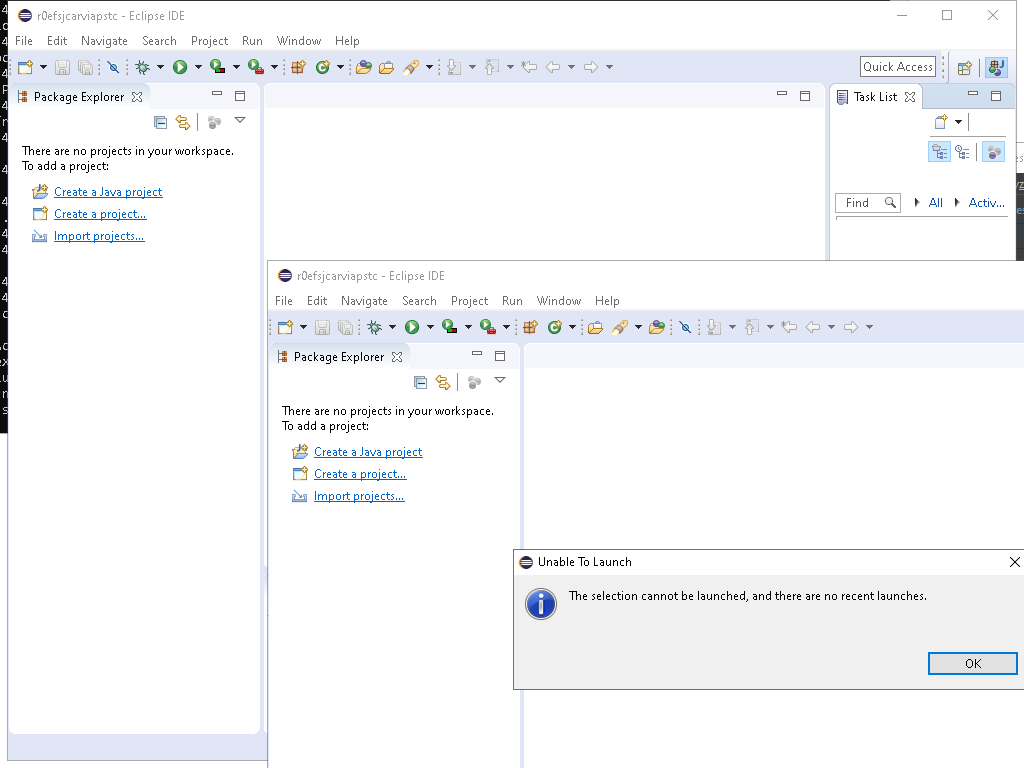 r0efsjcarviapstc - Eclipse IDE
File Edit Navigate Search Project Run Window Help
Quick Access
Package Explorer
Task List
There are no projects in your workspace.
To add a project:
Create a Java project
Create a project...
Import projects...
Find
All
Activ...
r0efsjcarviapstc - Eclipse IDE
File Edit Navigate Search Project Run Window Help
Package Explorer
There are no projects in your workspace.
To add a project:
Create a Java project
Create a project...
Import projects...
Unable To Launch
The selection cannot be launched, and there are no recent launches.
OK